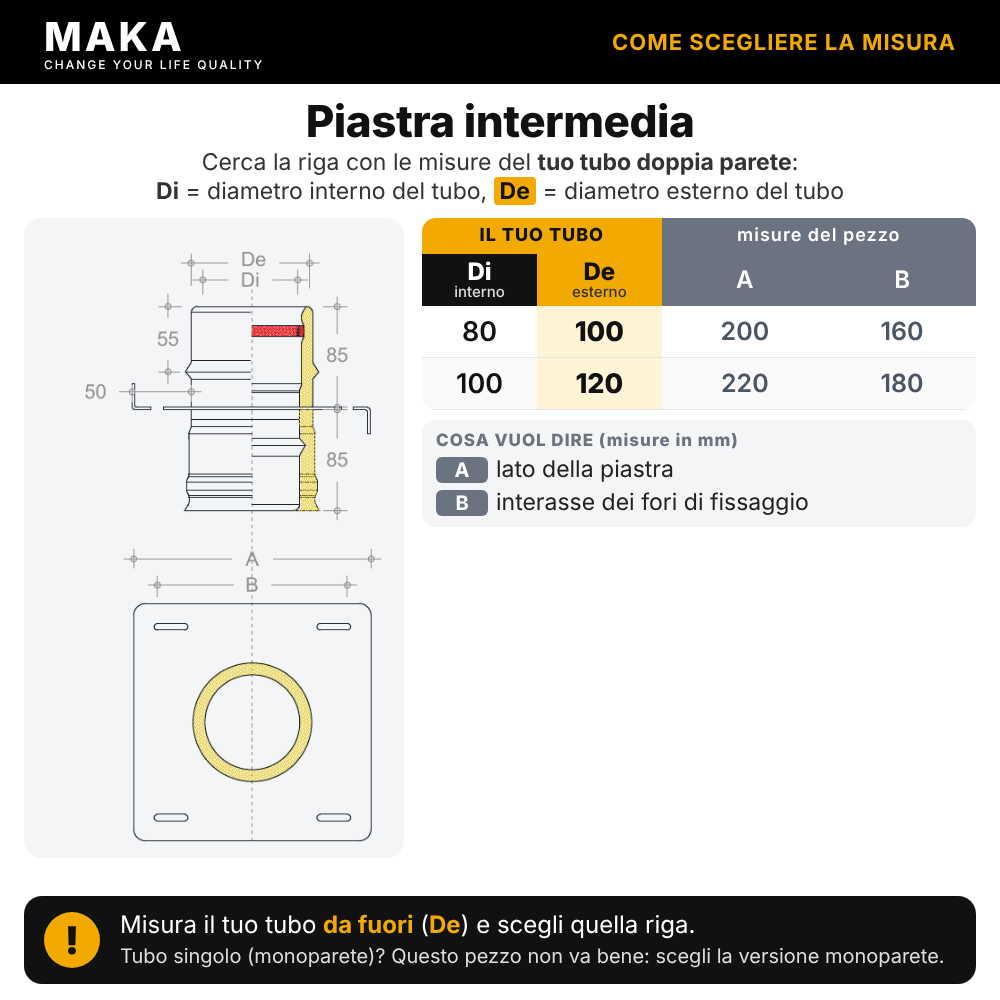 MAKA
CHANGE YOUR LIFE QUALITY
COME SCEGLIERE LA MISURA
Piastra intermedia
Cerca la riga con le misure del tuo tubo doppia parete:
Di = diametro interno del tubo, De = diametro esterno del tubo
De
Di
55
85
50
85
A
B
IL TUO TUBO misure del pezzo
Di De A B
interno esterno
80 100 200 160
100 120 220 180
COSA VUOL DIRE (misure in mm)
A lato della piastra
B interasse dei fori di fissaggio
! Misura il tuo tubo da fuori (De) e scegli quella riga.
Tubo singolo (monoparete)? Questo pezzo non va bene: scegli la versione monoparete.